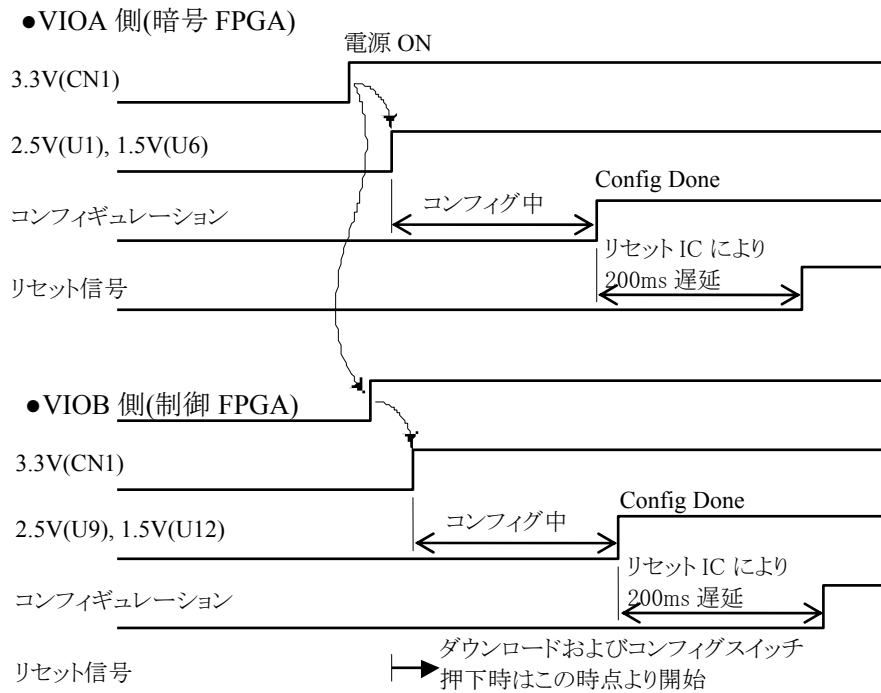 ●VIOA 側(暗号 FPGA)
電源 ON
3.3V(CN1)
2.5V(U1), 1.5V(U6)
Config Done
コンフィギュレーション
コンフィグ中
リセット IC により
200ms 遅延
リセット信号
●VIOB 側(制御 FPGA)
3.3V(CN1)
Config Done
2.5V(U9), 1.5V(U12)
コンフィグ中
リセット IC により
200ms 遅延
コンフィギュレーション
ダウンロードおよびコンフィグスイッチ
押下時はこの時点より開始
リセット信号